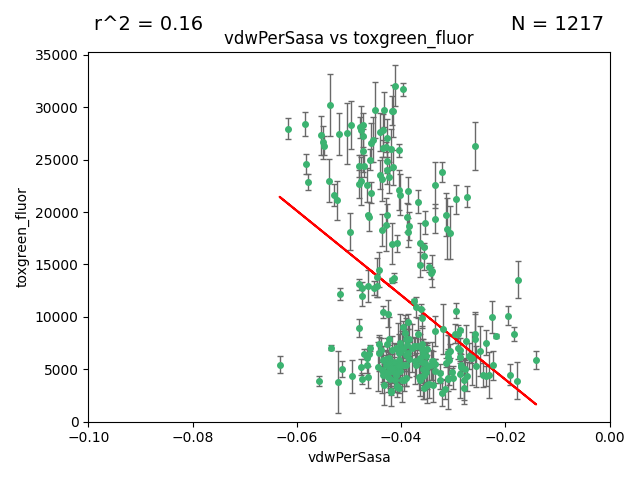 r^2 = 0.16
N = 1217
vdwPerSasa vs toxgreen_fluor
35000
30000
25000
20000
15000
10000
5000
0
toxgreen_fluor
−0.10
−0.08
−0.06
−0.04
−0.02
0.00
vdwPerSasa